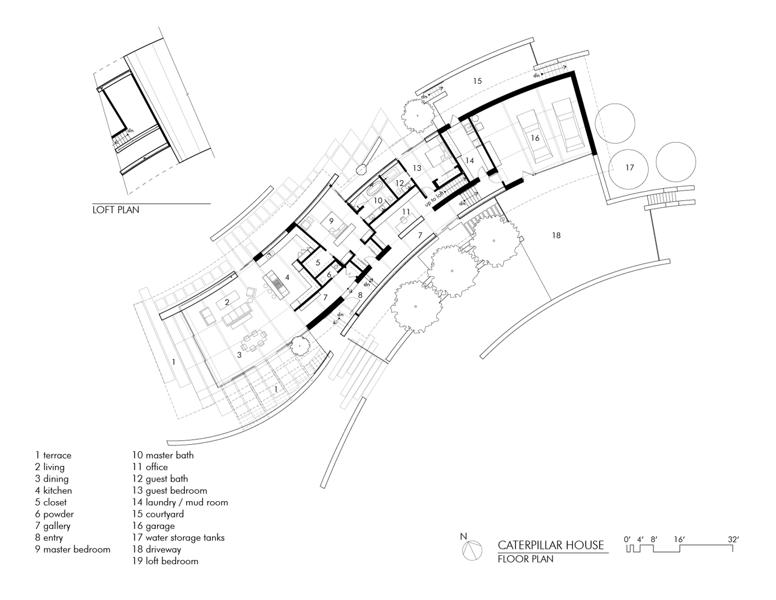 LOFT PLAN
15
16
14
17
13
12
10
11
up to loft
9
7
18
5
4
6
7
8
2
3
1
1
1 terrace
2 living
3 dining
4 kitchen
5 closet
6 powder
7 gallery
8 entry
9 master bedroom
10 master bath
11 office
12 guest bath
13 guest bedroom
14 laundry / mud room
15 courtyard
16 garage
17 water storage tanks
18 driveway
19 loft bedroom
N
CATERPILLAR HOUSE
FLOOR PLAN
0' 4' 8' 16' 32'